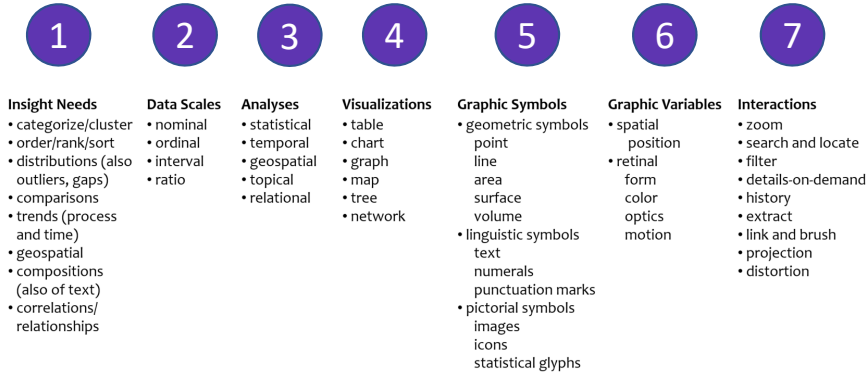 1
2
3
4
5
6
7
Insight Needs
• categorize/cluster
• order/rank/sort
• distributions (also
outliers, gaps)
• comparisons
• trends (process
and time)
• geospatial
• compositions
(also of text)
• correlations/
relationships
Data Scales
• nominal
• ordinal
• interval
• ratio
Analyses
• statistical
• temporal
• geospatial
• topical
• relational
Visualizations
• table
• chart
• graph
• map
• tree
• network
Graphic Symbols
• geometric symbols
point
line
area
surface
volume
• linguistic symbols
text
numerals
punctuation marks
• pictorial symbols
images
icons
statistical glyphs
Graphic Variables
• spatial
position
• retinal
form
color
optics
motion
Interactions
• zoom
• search and locate
• filter
• details-on-demand
• history
• extract
• link and brush
• projection
• distortion